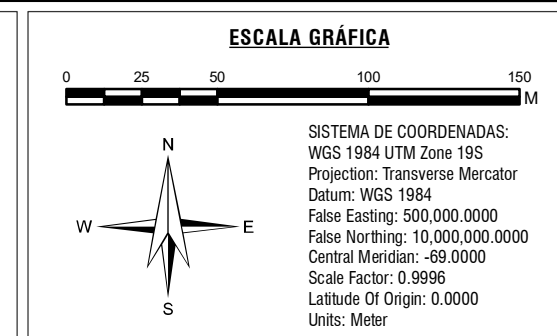 ESCALA GRÁFICA
0 25 50 100 150
M
N
W E
S
SISTEMA DE COORDENADAS:
WGS 1984 UTM Zone 19S
Projection: Transverse Mercator
Datum: WGS 1984
False Easting: 500,000.0000
False Northing: 10,000,000.0000
Central Meridian: -69.0000
Scale Factor: 0.9996
Latitude Of Origin: 0.0000
Units: Meter